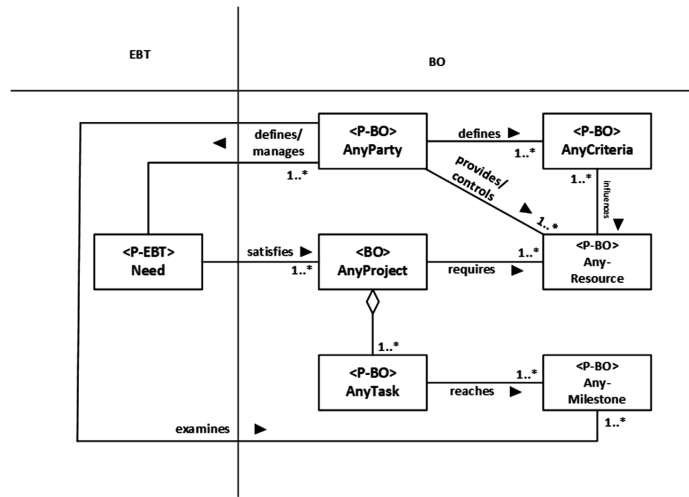 EBT
BO
<P-BO>
AnyParty
<P-BO>
AnyCriteria
defines/
manages
1..*
defines
1..*
1..*
provides/
controls
1..*
influences
<P-EBT>
Need
satisfies
1..*
<BO>
AnyProject
requires
1..*
<P-BO>
Any-
Resource
1..*
<P-BO>
AnyTask
reaches
1..*
<P-BO>
Any-
Milestone
examines
1..*